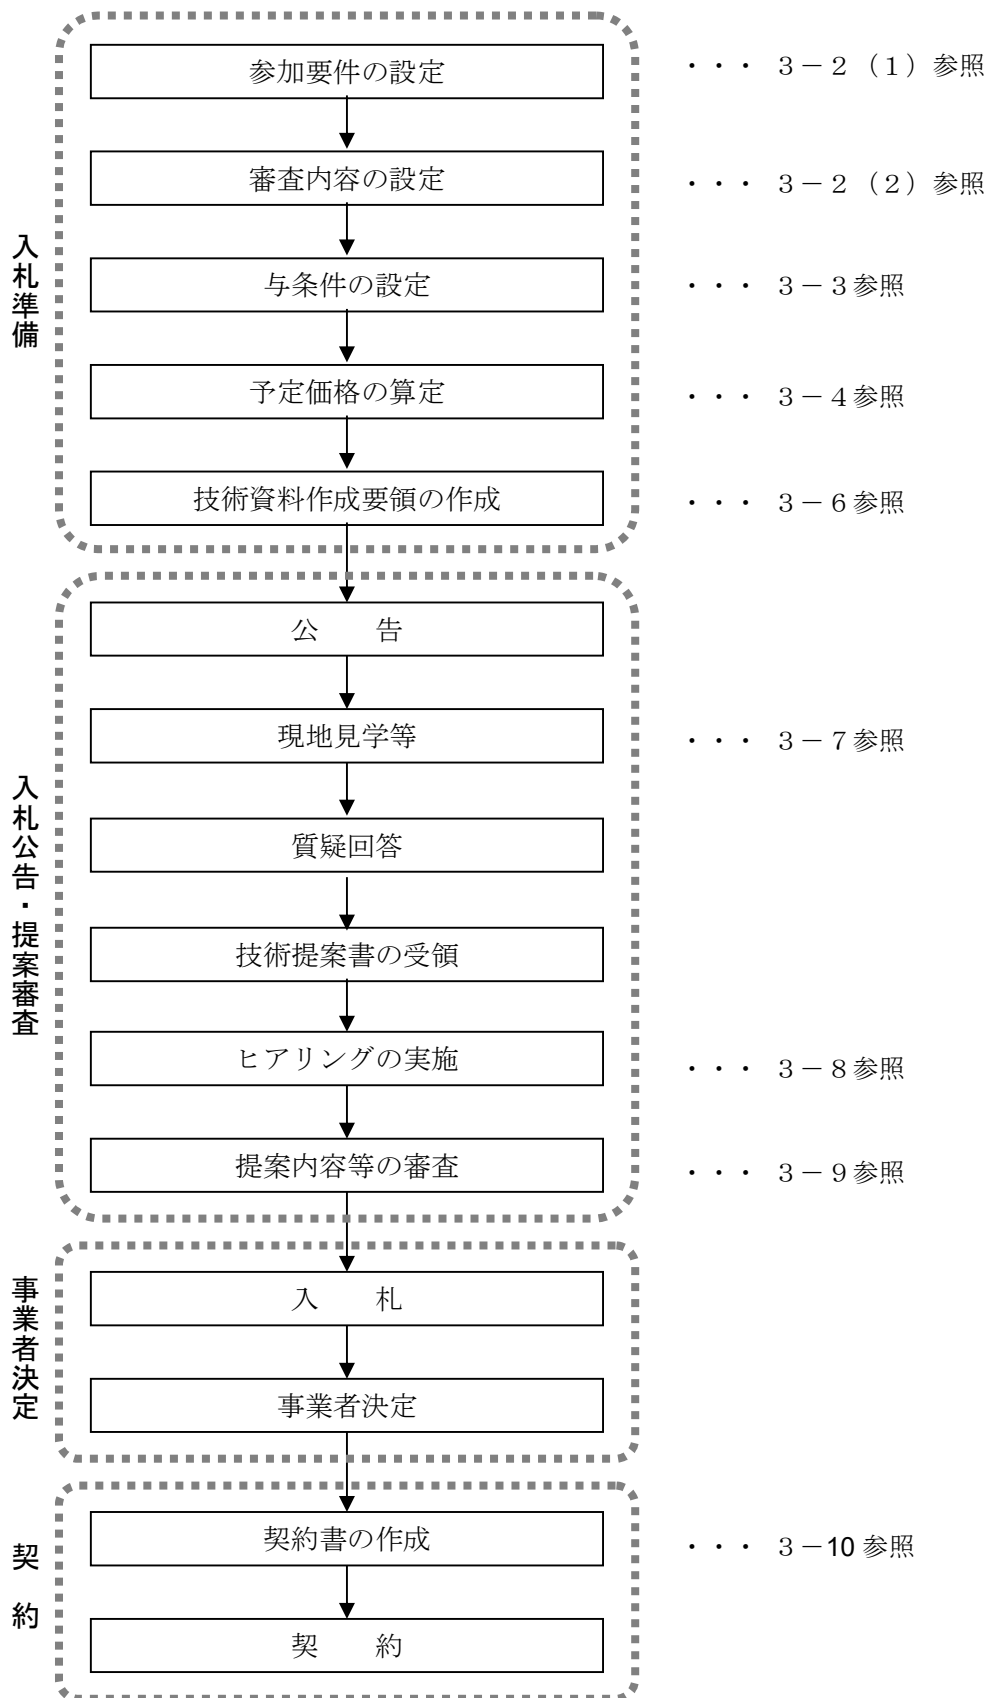 入札準備
参加要件の設定
・・・ ３－２（１）参照
審査内容の設定
・・・ ３－２（２）参照
与条件の設定
・・・ ３－３参照
予定価格の算定
・・・ ３－４参照
技術資料作成要領の作成
・・・ ３－６参照
入札公告・提案審査
公　　告
現地見学等
・・・ ３－７参照
質疑回答
技術提案書の受領
ヒアリングの実施
・・・ ３－８参照
提案内容等の審査
・・・ ３－９参照
事業者決定
入　　札
事業者決定
契　約
契約書の作成
・・・ ３－10 参照
契　　約